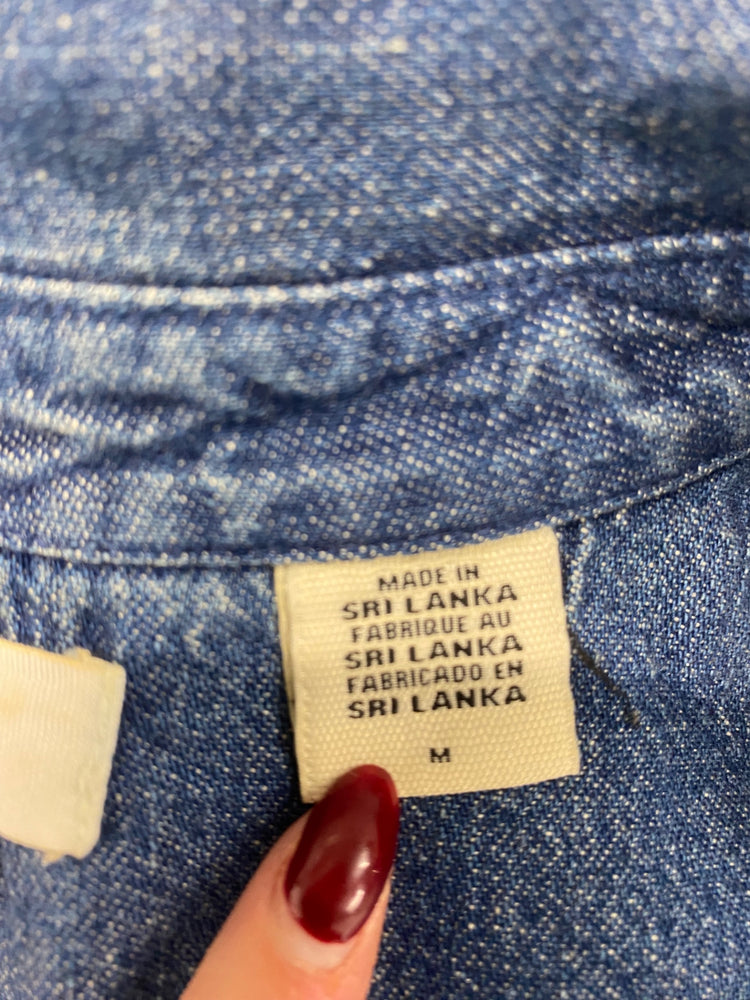 MADE IN
SRI LANKA
FABRIQUE AU
SRI LANKA
FABRICADO EN
SRI LANKA
M